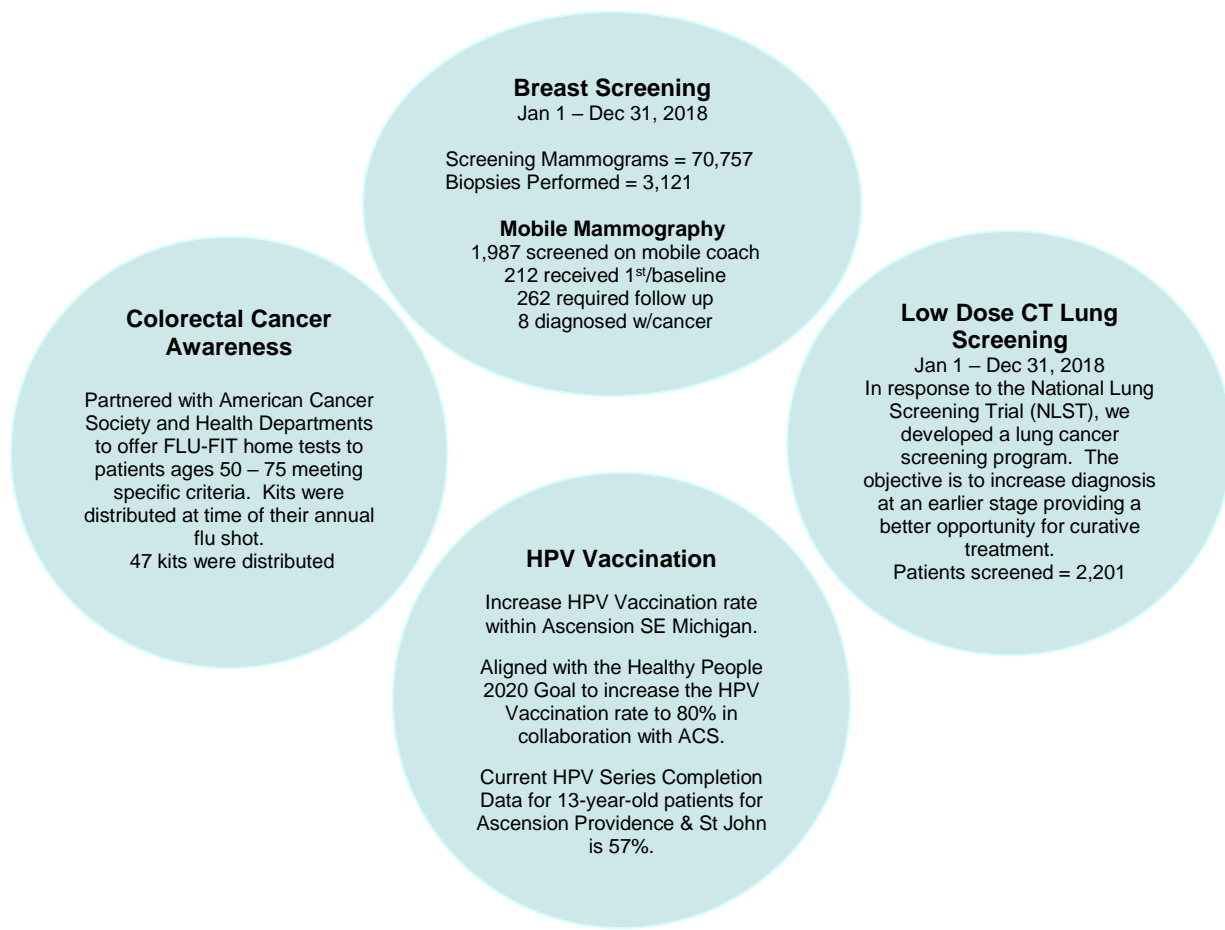 Breast Screening
Jan 1 – Dec 31, 2018
Screening Mammograms = 70,757
Biopsies Performed = 3,121
Mobile Mammography
1,987 screened on mobile coach
212 received 1st/baseline
262 required follow up
8 diagnosed w/cancer
Colorectal Cancer
Awareness
Partnered with American Cancer
Society and Health Departments
to offer FLU-FIT home tests to
patients ages 50 – 75 meeting
specific criteria.  Kits were
distributed at time of their annual
flu shot.
47 kits were distributed
Low Dose CT Lung
Screening
Jan 1 – Dec 31, 2018
In response to the National Lung
Screening Trial (NLST), we
developed a lung cancer
screening program.  The
objective is to increase diagnosis
at an earlier stage providing a
better opportunity for curative
treatment.
Patients screened = 2,201
HPV Vaccination
Increase HPV Vaccination rate
within Ascension SE Michigan.
Aligned with the Healthy People
2020 Goal to increase the HPV
Vaccination rate to 80% in
collaboration with ACS.
Current HPV Series Completion
Data for 13-year-old patients for
Ascension Providence & St John
is 57%.